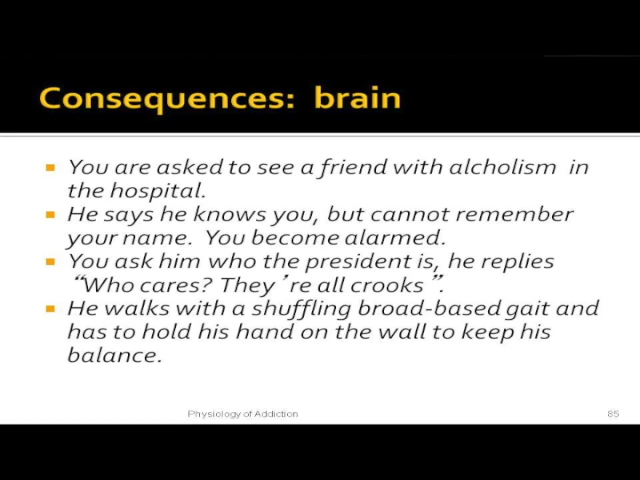 Consequences:  brain
You are asked to see a friend with alcholism  in
the hospital.
He says he knows you, but cannot remember
your name.  You become alarmed.
You ask him who the president is, he replies
“Who cares? They’re all crooks”.
He walks with a shuffling broad-based gait and
has to hold his hand on the wall to keep his
balance.
Physiology of Addiction
85